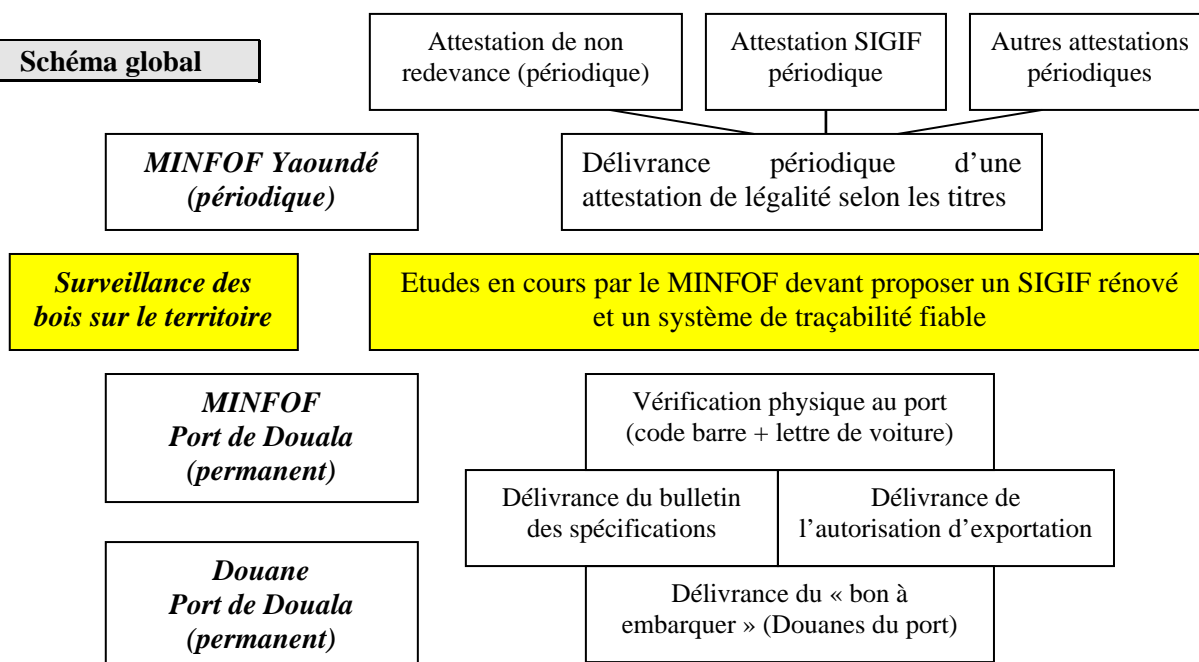 Schéma global
Attestation de non
redevance (périodique)
Attestation SIGIF
périodique
Autres attestations
périodiques
MINFOF Yaoundé
(périodique)
Délivrance périodique d’une
attestation de légalité selon les titres
Surveillance des
bois sur le territoire
Etudes en cours par le MINFOF devant proposer un SIGIF rénové
et un système de traçabilité fiable
MINFOF
Port de Douala
(permanent)
Vérification physique au port
(code barre + lettre de voiture)
Délivrance du bulletin
des spécifications
Délivrance de
l’autorisation d’exportation
Douane
Port de Douala
(permanent)
Délivrance du « bon à
embarquer » (Douanes du port)